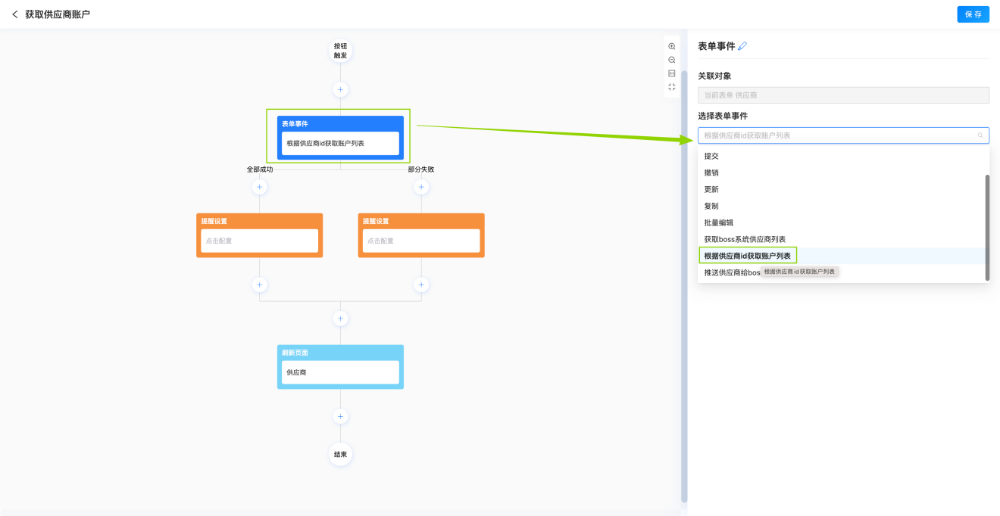 获取供应商账户
保存
按钮
触发
表单事件
根据供应商id获取账户列表
全部成功
部分失败
提醒设置
点击配置
提醒设置
点击配置
刷新页面
供应商
结束
表单事件
关联对象
当前表单 供应商
选择表单事件
根据供应商id获取账户列表
提交
撤销
更新
复制
批量编辑
获取boss系统供应商列表
根据供应商id获取账户列表
推送供应商给bos
根据供应商id获取账户列表